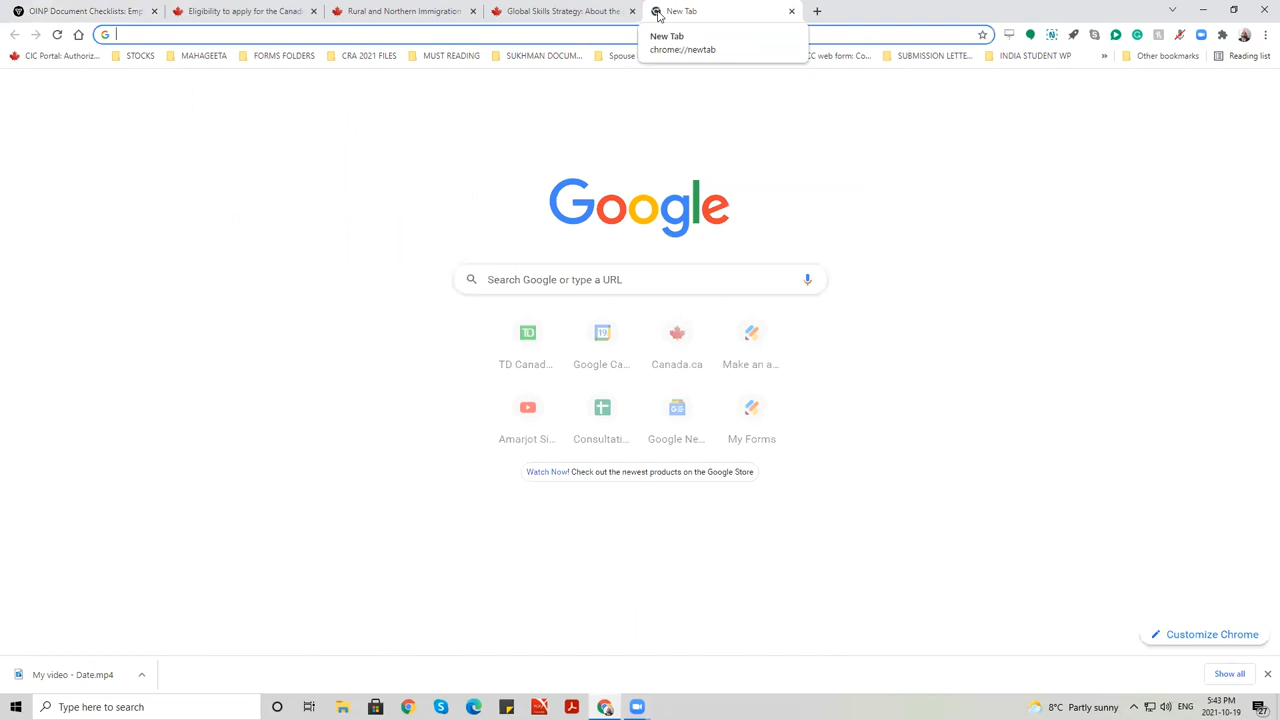 OINP Document Checklists: Emp
Eligibility to apply for the Canad
Rural and Northern Immigration
Global Skills Strategy: About the
New Tab
New Tab
chrome://newtab
CIC Portal: Authoriz...
STOCKS
MAHAGEETA
FORMS FOLDERS
CRA 2021 FILES
MUST READING
SUKHMAN DOCUM...
Spouse
CC web form: Co...
SUBMISSION LETTE...
INDIA STUDENT WP
Other bookmarks
Reading list
Google
Search Google or type a URL
TD
19
TD Canad...
Google Ca...
Canada.ca
Make an a...
GE
Amarjot Si...
Consultati...
Google Ne...
My Forms
Watch Now! Check out the newest products on the Google Store
Customize Chrome
My video - Date.mp4
Show all
Type here to search
8°C Partly sunny
ENG
5:43 PM
2021-10-19
27